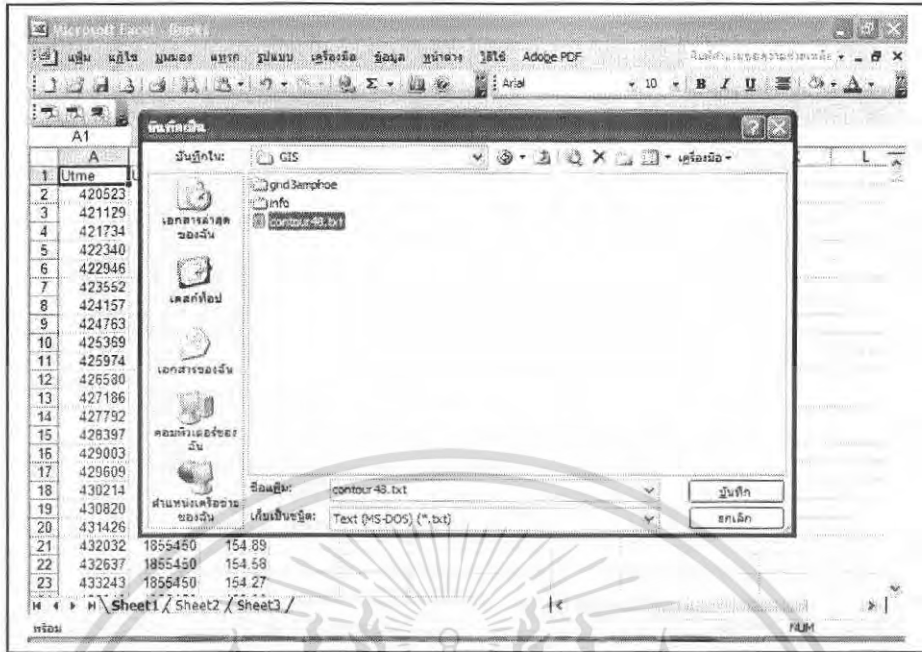 Microsoft Excel
แฟ้ม แก้ไข มุมมอง แทรก รูปแบบ เครื่องมือ ข้อมูล หน้าต่าง วิธีใช้ Adobe PDF
Arial 10 B I U
A1
บันทึกแฟ้ม
บันทึกใน: GIS เครื่องมือ
grid3amphoe
info
contour48.txt
เอกสารล่าสุด
ของฉัน
เดสก์ท็อป
เอกสารของฉัน
คอมพิวเตอร์ของ
ฉัน
ตำแหน่งเครือข่าย
ของฉัน
ชื่อแฟ้ม: contour48.txt บันทึก
เก็บเป็นชนิด: Text (MS-DOS) (*.txt) ยกเลิก
A L
1 Utme
2 420523
3 421129
4 421734
5 422340
6 422946
7 423552
8 424157
9 424763
10 425369
11 425974
12 426580
13 427186
14 427792
15 428397
16 429003
17 429609
18 430214
19 430820
20 431426
21 432032 1855450 154.89
22 432637 1855450 154.58
23 433243 1855450 154.27
Sheet1 / Sheet2 / Sheet3
พร้อม NUM